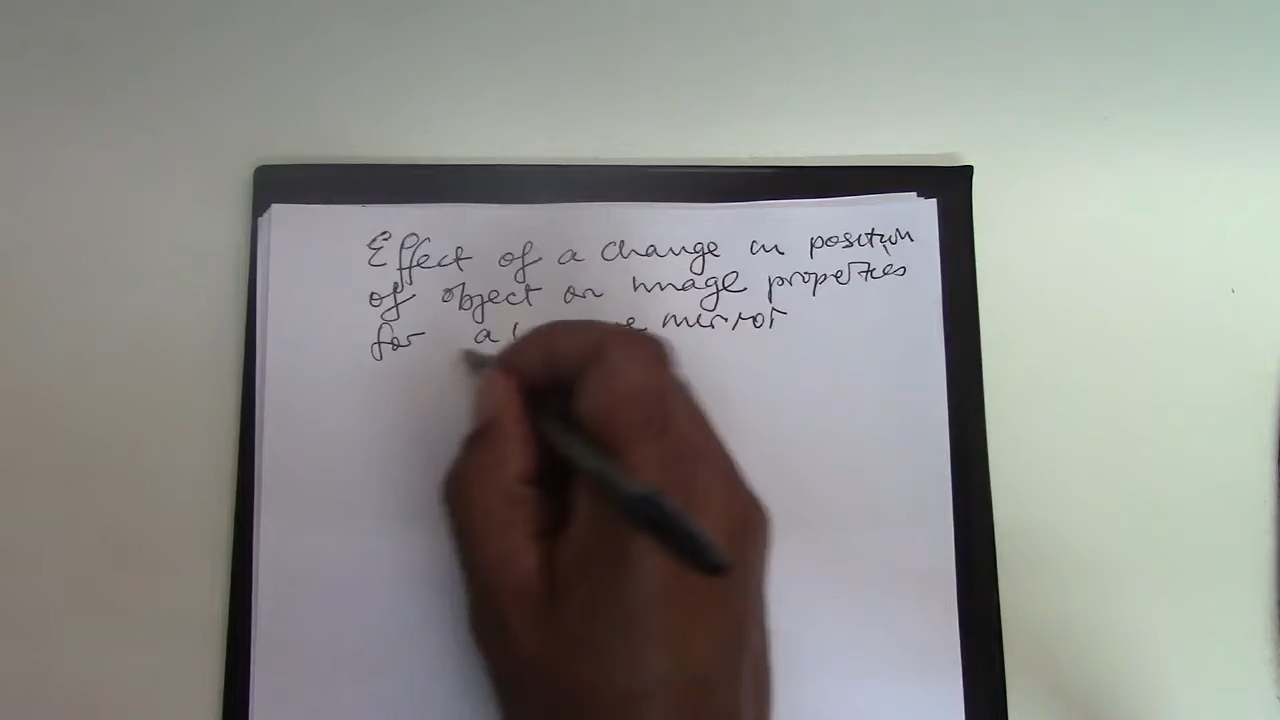 Effect of a change in position
of object on image properties
for a mirror